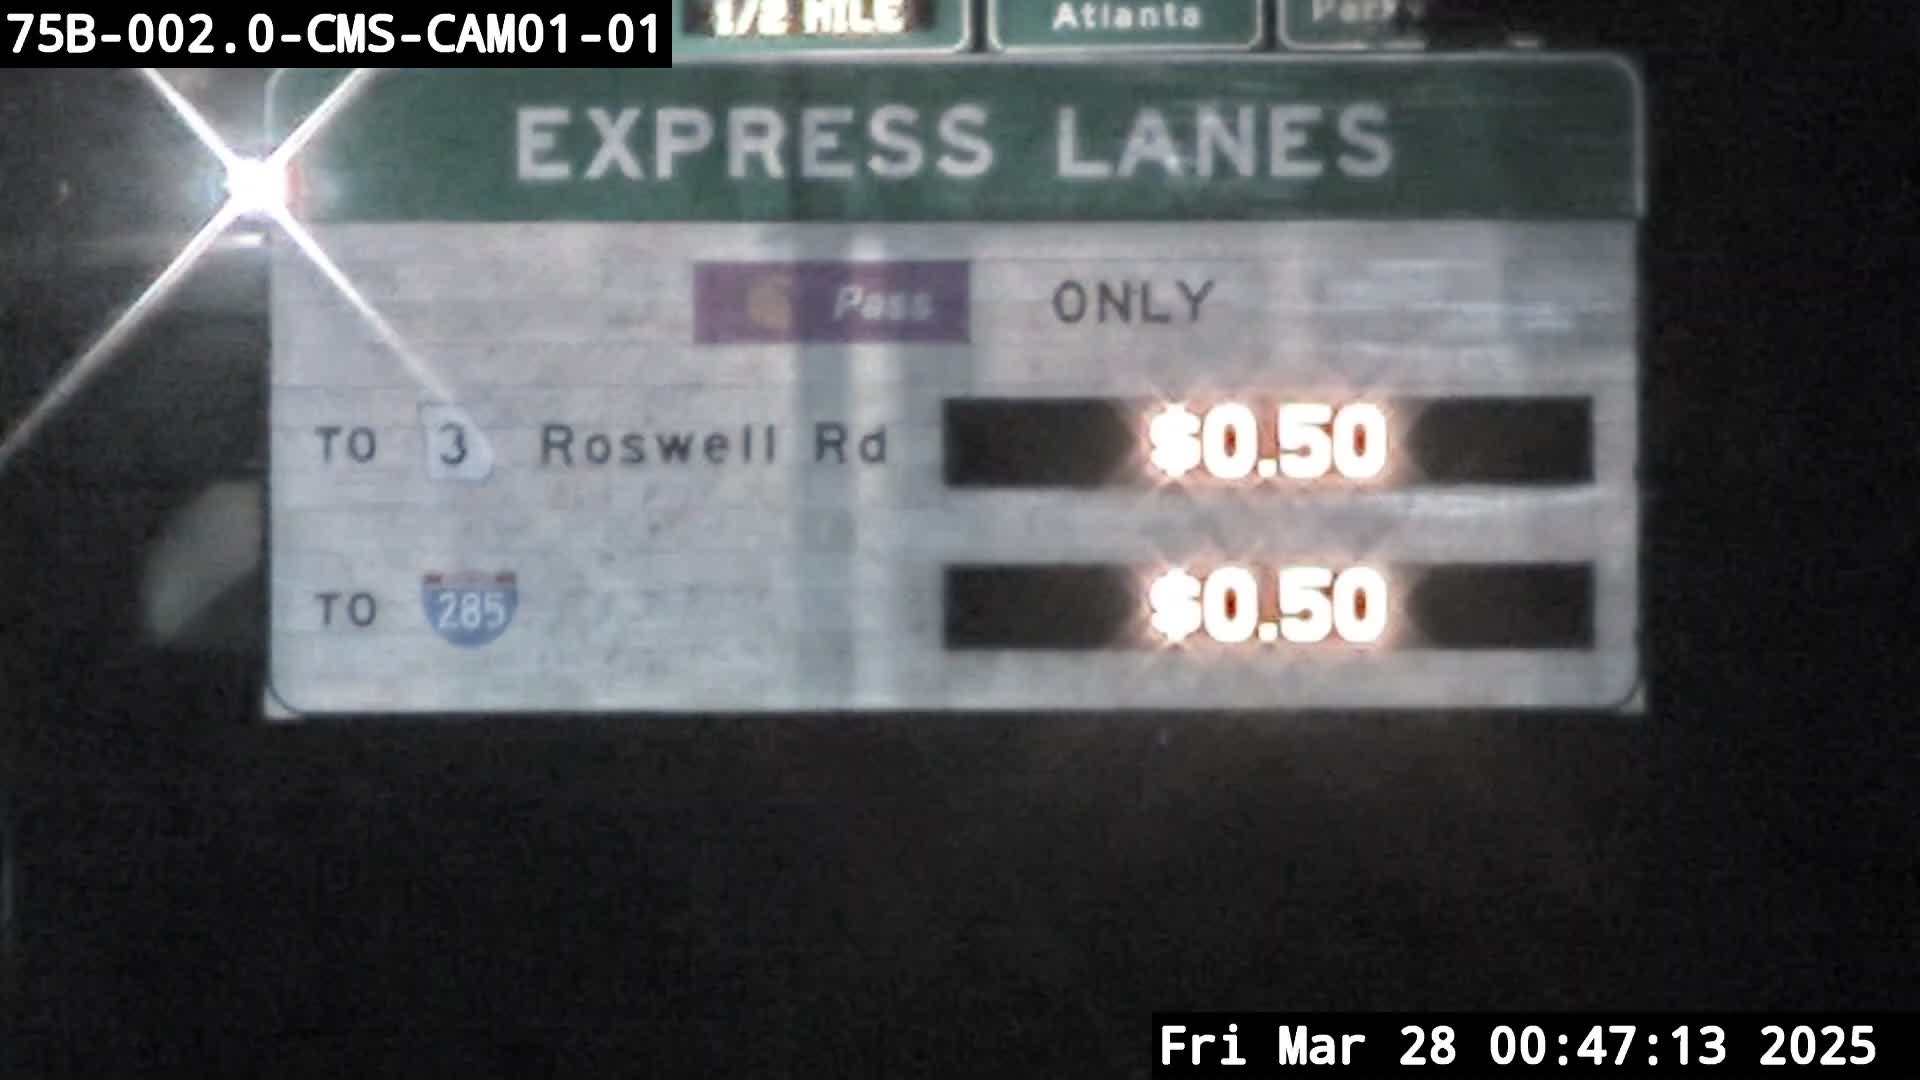 75B-002.0-CMS-CAM01-01
1/2 MILE
Atlanta
EXPRESS LANES
Pass ONLY
TO 3 Roswell Rd $0.50
TO 285 $0.50
Fri Mar 28 00:47:13 2025